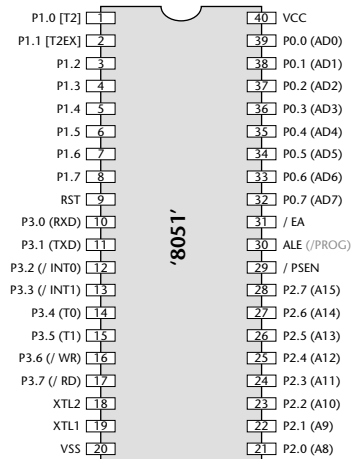 P1.0 [T2] 1 40 VCC
P1.1 [T2EX] 2 39 P0.0 (AD0)
P1.2 3 38 P0.1 (AD1)
P1.3 4 37 P0.2 (AD2)
P1.4 5 36 P0.3 (AD3)
P1.5 6 35 P0.4 (AD4)
P1.6 7 34 P0.5 (AD5)
P1.7 8 33 P0.6 (AD6)
RST 9 32 P0.7 (AD7)
P3.0 (RXD) 10 31 / EA
P3.1 (TXD) 11 30 ALE (/PROG)
P3.2 (/ INT0) 12 29 / PSEN
P3.3 (/ INT1) 13 28 P2.7 (A15)
P3.4 (T0) 14 27 P2.6 (A14)
P3.5 (T1) 15 26 P2.5 (A13)
P3.6 (/ WR) 16 25 P2.4 (A12)
P3.7 (/ RD) 17 24 P2.3 (A11)
XTL2 18 23 P2.2 (A10)
XTL1 19 22 P2.1 (A9)
VSS 20 21 P2.0 (A8)
‘8051’